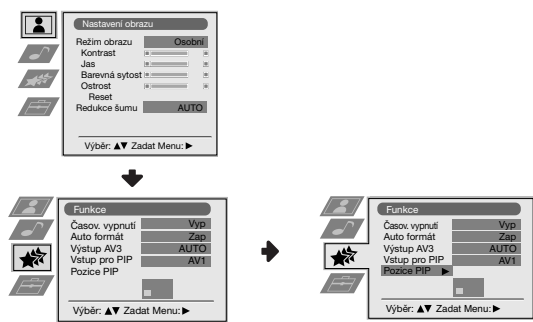 Nastavení obrazu
Režim obrazu Osobní
Kontrast
Jas
Barevná sytost
Ostrost
Reset
Redukce šumu AUTO
Výběr: ▲▼ Zadat Menu: ►
Funkce
Časov. vypnutí Vyp
Auto formát Zap
Výstup AV3 AUTO
Vstup pro PIP AV1
Pozice PIP
Výběr: ▲▼ Zadat Menu: ►
Funkce
Časov. vypnutí Vyp
Auto formát Zap
Výstup AV3 AUTO
Vstup pro PIP AV1
Pozice PIP ►
Výběr: ▲▼ Zadat Menu: ►